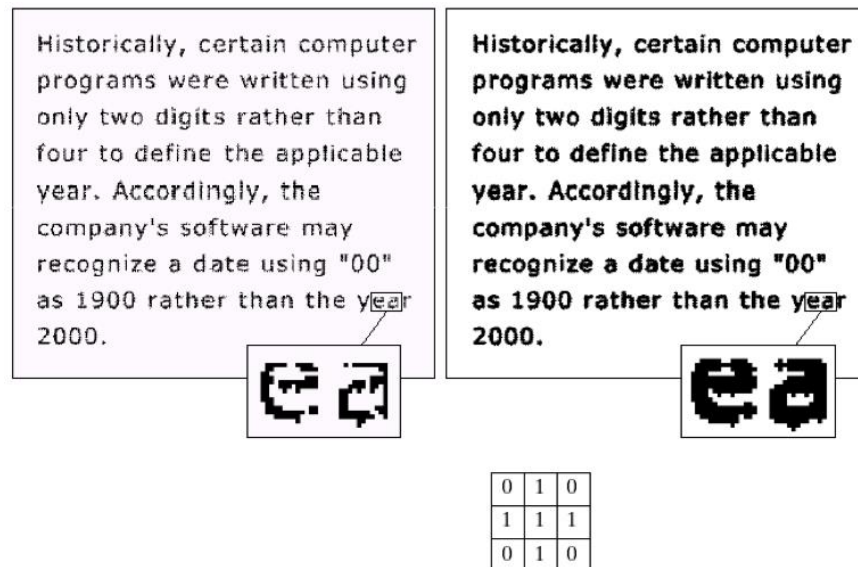 Historically, certain computer
programs were written using
only two digits rather than
four to define the applicable
year. Accordingly, the
company's software may
recognize a date using "00"
as 1900 rather than the year
2000.
ea
Historically, certain computer
programs were written using
only two digits rather than
four to define the applicable
year. Accordingly, the
company's software may
recognize a date using "00"
as 1900 rather than the year
2000.
ea
0 1 0
1 1 1
0 1 0